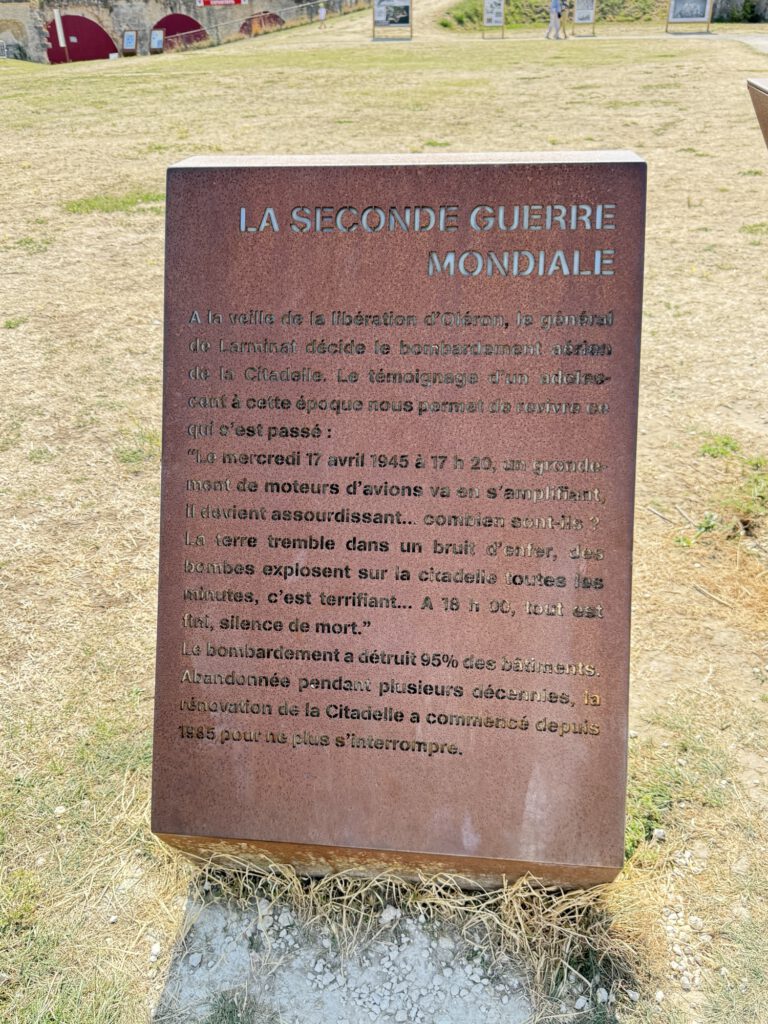 LA SECONDE GUERRE
MONDIALE
A la veille de la libération d'Oléron, le général
de Larminat décide le bombardement aérien
de la Citadelle. Le témoignage d'un adoles-
cent à cette époque nous permet de revivre ce
qui s'est passé :
"Le mercredi 17 avril 1945 à 17 h 20, un gronde-
ment de moteurs d'avions va en s'amplifiant,
il devient assourdissant... combien sont-ils ?
La terre tremble dans un bruit d'enfer, des
bombes explosent sur la citadelle toutes les
minutes, c'est terrifiant... A 18 h 00, tout est
fini, silence de mort."
Le bombardement a détruit 95% des bâtiments.
Abandonnée pendant plusieurs décennies, la
rénovation de la Citadelle a commencé depuis
1985 pour ne plus s'interrompre.